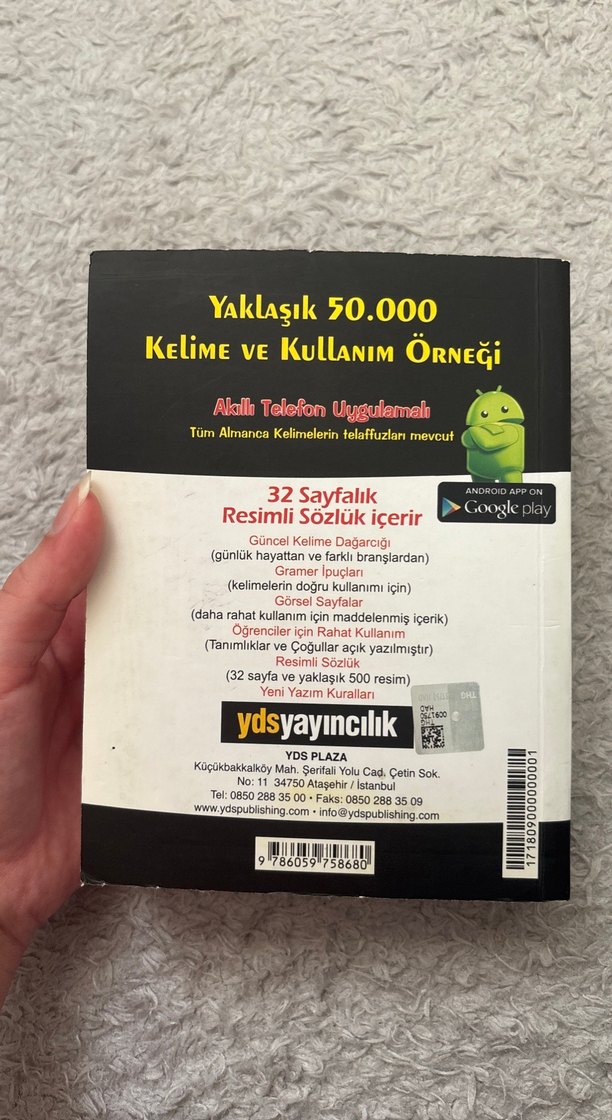 Yaklaşık 50.000
Kelime ve Kullanım Örneği
Akıllı Telefon Uygulamalı
Tüm Almanca Kelimelerin telaffuzları mevcut
ANDROID APP ON
Google play
32 Sayfalık
Resimli Sözlük içerir
Güncel Kelime Dağarcığı
(günlük hayattan ve farklı branşlardan)
Gramer İpuçları
(kelimelerin doğru kullanımı için)
Görsel Sayfalar
(daha rahat kullanım için maddelenmiş içerik)
Öğrenciler için Rahat Kullanım
(Tanımlıklar ve Çoğullar açık yazılmıştır)
Resimli Sözlük
(32 sayfa ve yaklaşık 500 resim)
Yeni Yazım Kuralları
THG
HAD
0091750
ydsyayıncılık
YDS PLAZA
Küçükbakkalköy Mah. Şerifali Yolu Cad. Çetin Sok.
No: 11 34750 Ataşehir / İstanbul
Tel: 0850 288 35 00 • Faks: 0850 288 35 09
www.ydspublishing.com • info@ydspublishing.com
9 786059 758680
1718090000000001